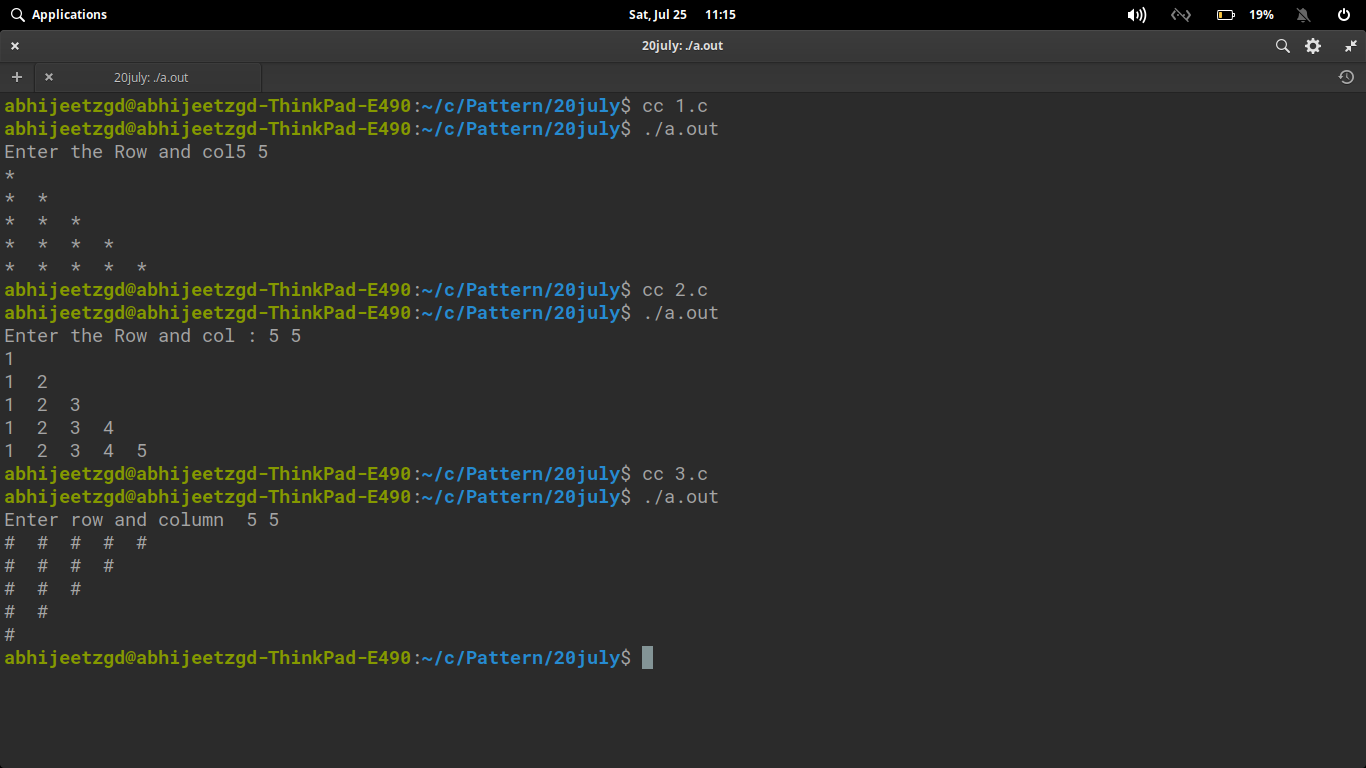 Applications Sat, Jul 25 11:15 19%
20july: ./a.out
20july: ./a.out
abhijeetzgd@abhijeetzgd-ThinkPad-E490:~/c/Pattern/20july$ cc 1.c
abhijeetzgd@abhijeetzgd-ThinkPad-E490:~/c/Pattern/20july$ ./a.out
Enter the Row and col5 5
*
*  *
*  *  *
*  *  *  *
*  *  *  *  *
abhijeetzgd@abhijeetzgd-ThinkPad-E490:~/c/Pattern/20july$ cc 2.c
abhijeetzgd@abhijeetzgd-ThinkPad-E490:~/c/Pattern/20july$ ./a.out
Enter the Row and col : 5 5
1
1  2
1  2  3
1  2  3  4
1  2  3  4  5
abhijeetzgd@abhijeetzgd-ThinkPad-E490:~/c/Pattern/20july$ cc 3.c
abhijeetzgd@abhijeetzgd-ThinkPad-E490:~/c/Pattern/20july$ ./a.out
Enter row and column  5 5
#  #  #  #  #
#  #  #  #
#  #  #
#  #
#
abhijeetzgd@abhijeetzgd-ThinkPad-E490:~/c/Pattern/20july$